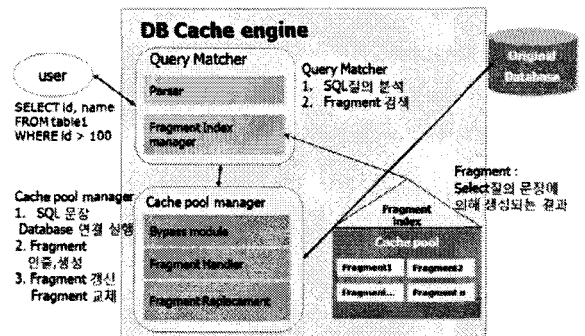 DB Cache engine
Query Matcher
Parser
Fragment Index
manager
user
SELECT id, name
FROM table1
WHERE id > 100
Query Matcher
1. SQL질의 분석
2. Fragment 검색
Original
Database
Cache pool manager
1. SQL 문장
Database 연결 실행
2. Fragment
인출,생성
3. Fragment 갱신
Fragment 교체
Cache pool manager
Bypass module
Fragment Handler
Fragment Replacement
Fragment :
Select질의 문장에
의해 생성되는 결과
Fragment
index
Cache pool
Fragment1
Fragment2
Fragment...
Fragment n